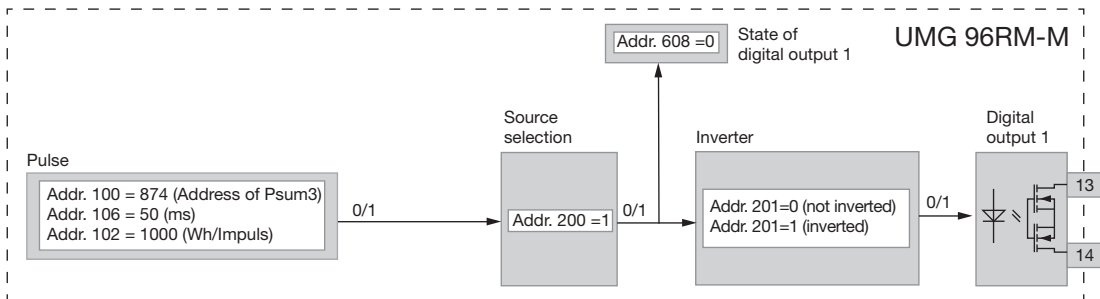 UMG 96RM-M
Addr. 608 =0
State of
digital output 1
Pulse
Addr. 100 = 874 (Address of Psum3)
Addr. 106 = 50 (ms)
Addr. 102 = 1000 (Wh/Impuls)
0/1
Source
selection
Addr. 200 =1
0/1
Inverter
Addr. 201=0 (not inverted)
Addr. 201=1 (inverted)
0/1
Digital
output 1
13
14